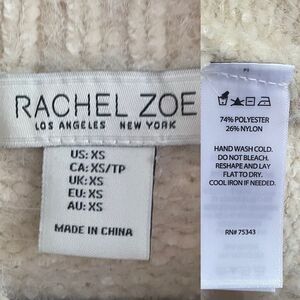 RACHEL ZOE
LOS ANGELES NEW YORK
US: XS
CA: XS/TP
UK: XS
EU: XS
AU: XS
MADE IN CHINA
74% POLYESTER
26% NYLON
HAND WASH COLD.
DO NOT BLEACH.
RESHAPE AND LAY
FLAT TO DRY.
COOL IRON IF NEEDED.
RN# 75343